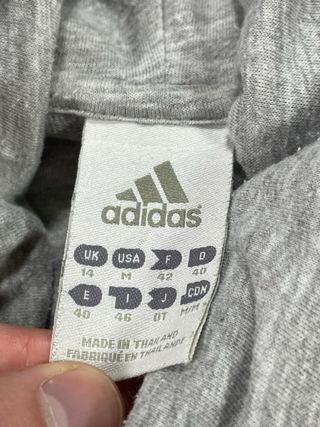 adidas
UK USA F D
14 M 42 40
E I J CDN
40 46 OT M/M
MADE IN THAILAND
FABRIQUÉ EN THAILANDE